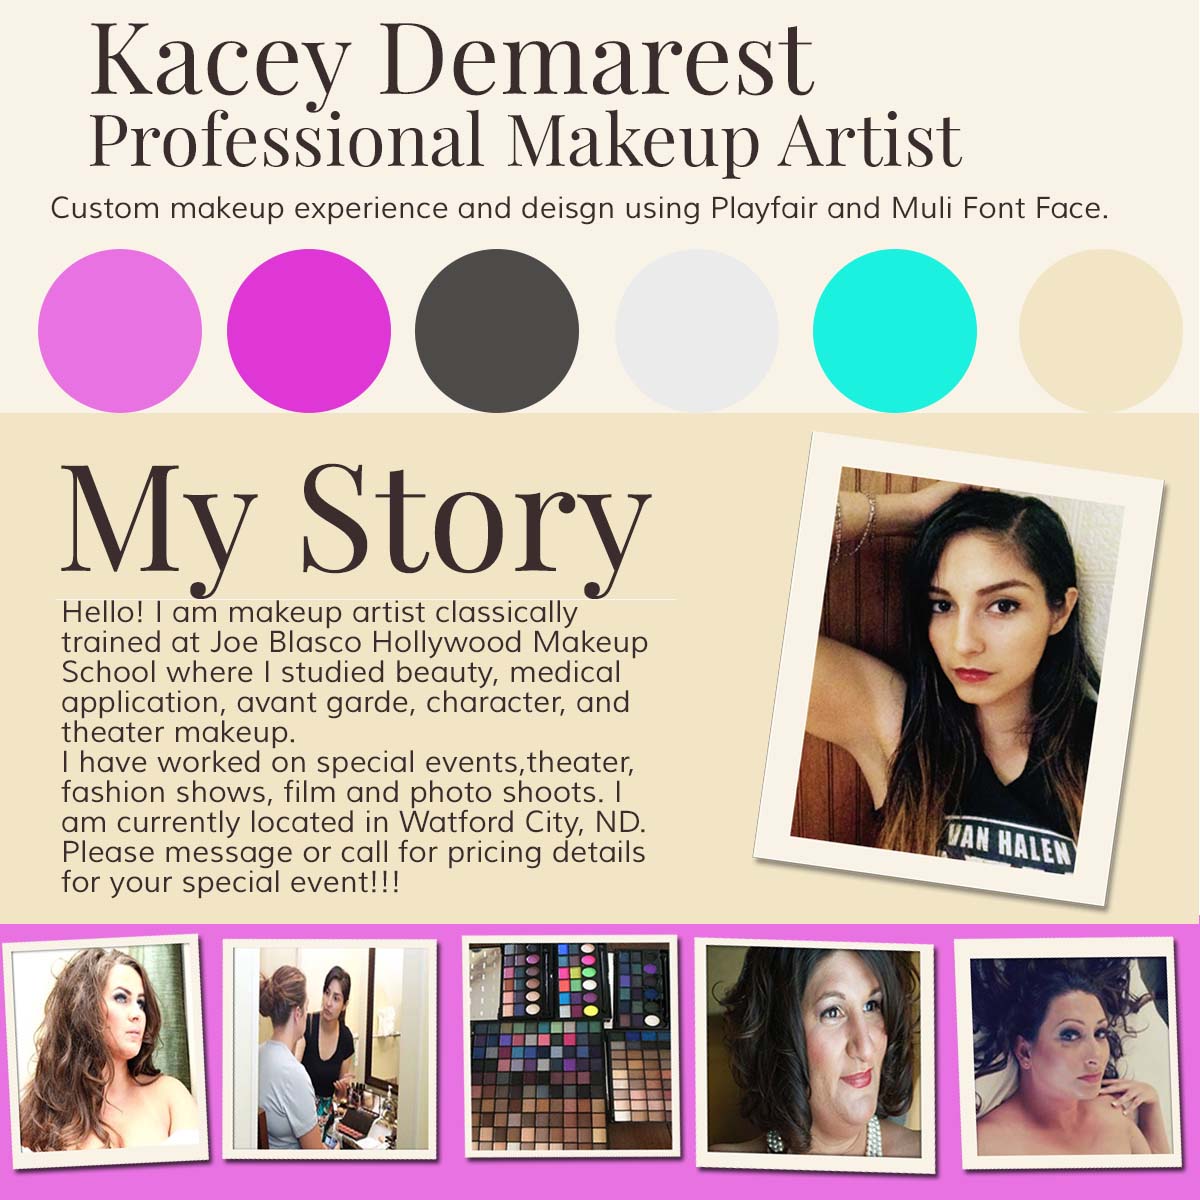 Kacey Demarest
Professional Makeup Artist
Custom makeup experience and deisgn using Playfair and Muli Font Face.
My Story
Hello! I am makeup artist classically
trained at Joe Blasco Hollywood Makeup
School where I studied beauty, medical
application, avant garde, character, and
theater makeup.
I have worked on special events,theater,
fashion shows, film and photo shoots. I
am currently located in Watford City, ND.
Please message or call for pricing details
for your special event!!!
VAN HALEN